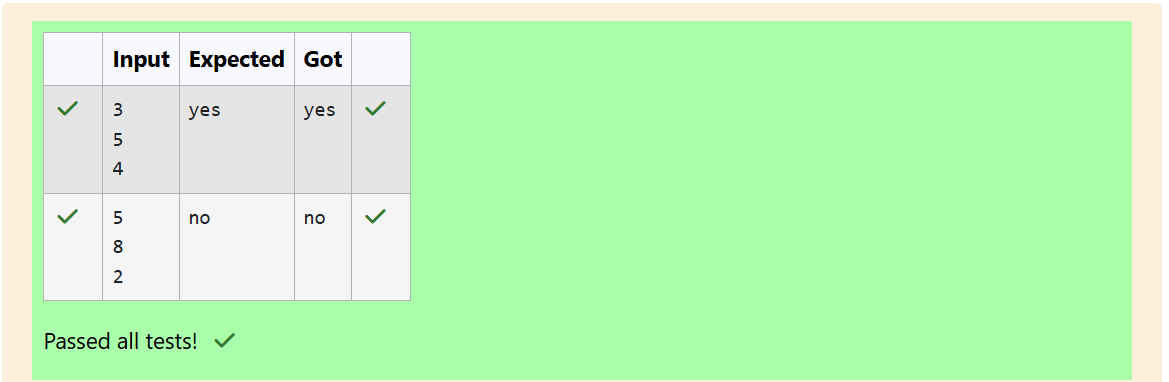 Input Expected Got
3 yes yes
5
4
5 no no
8
2
Passed all tests!